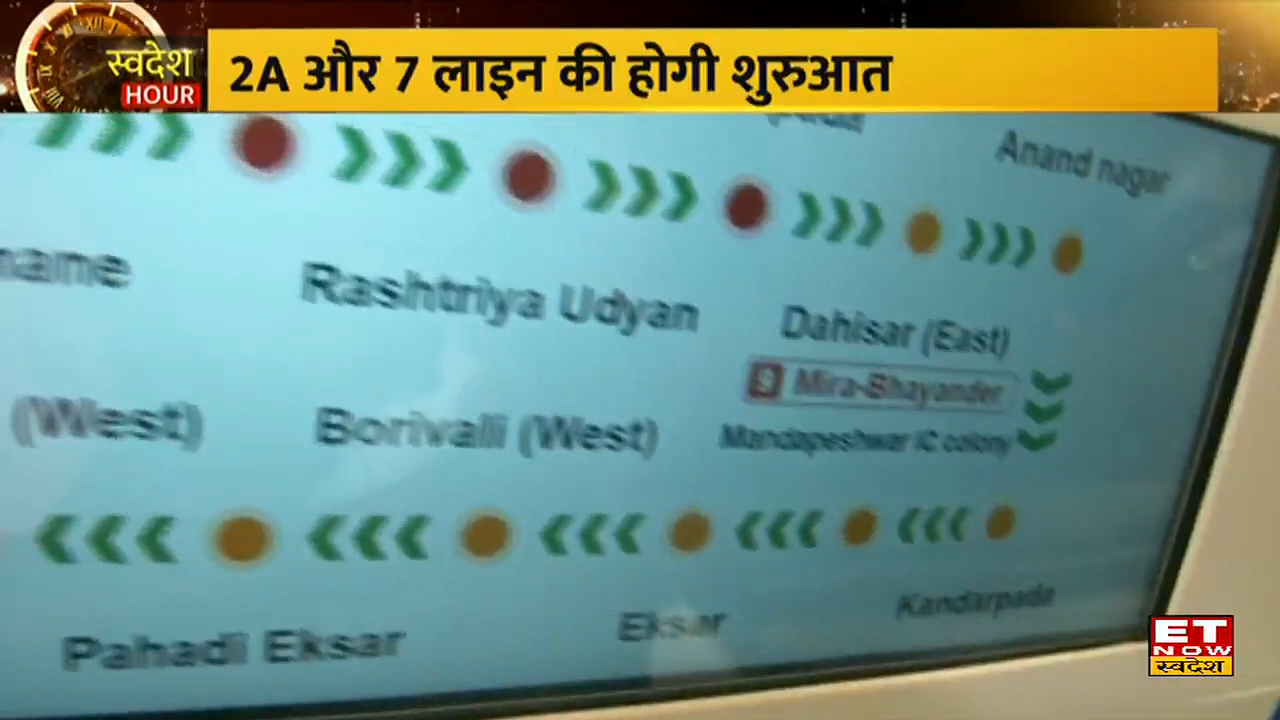 स्वदेश
HOUR
2A और 7 लाइन की होगी शुरुआत
Anand nagar
Rashtriya Udyan
Dahisar (East)
9 Mira-Bhayander
(West)
Borivali (West)
Mandapeshwar IC colony
Pahadi Eksar
Eksar
Kandarpada
ET
NOW
स्वदेश